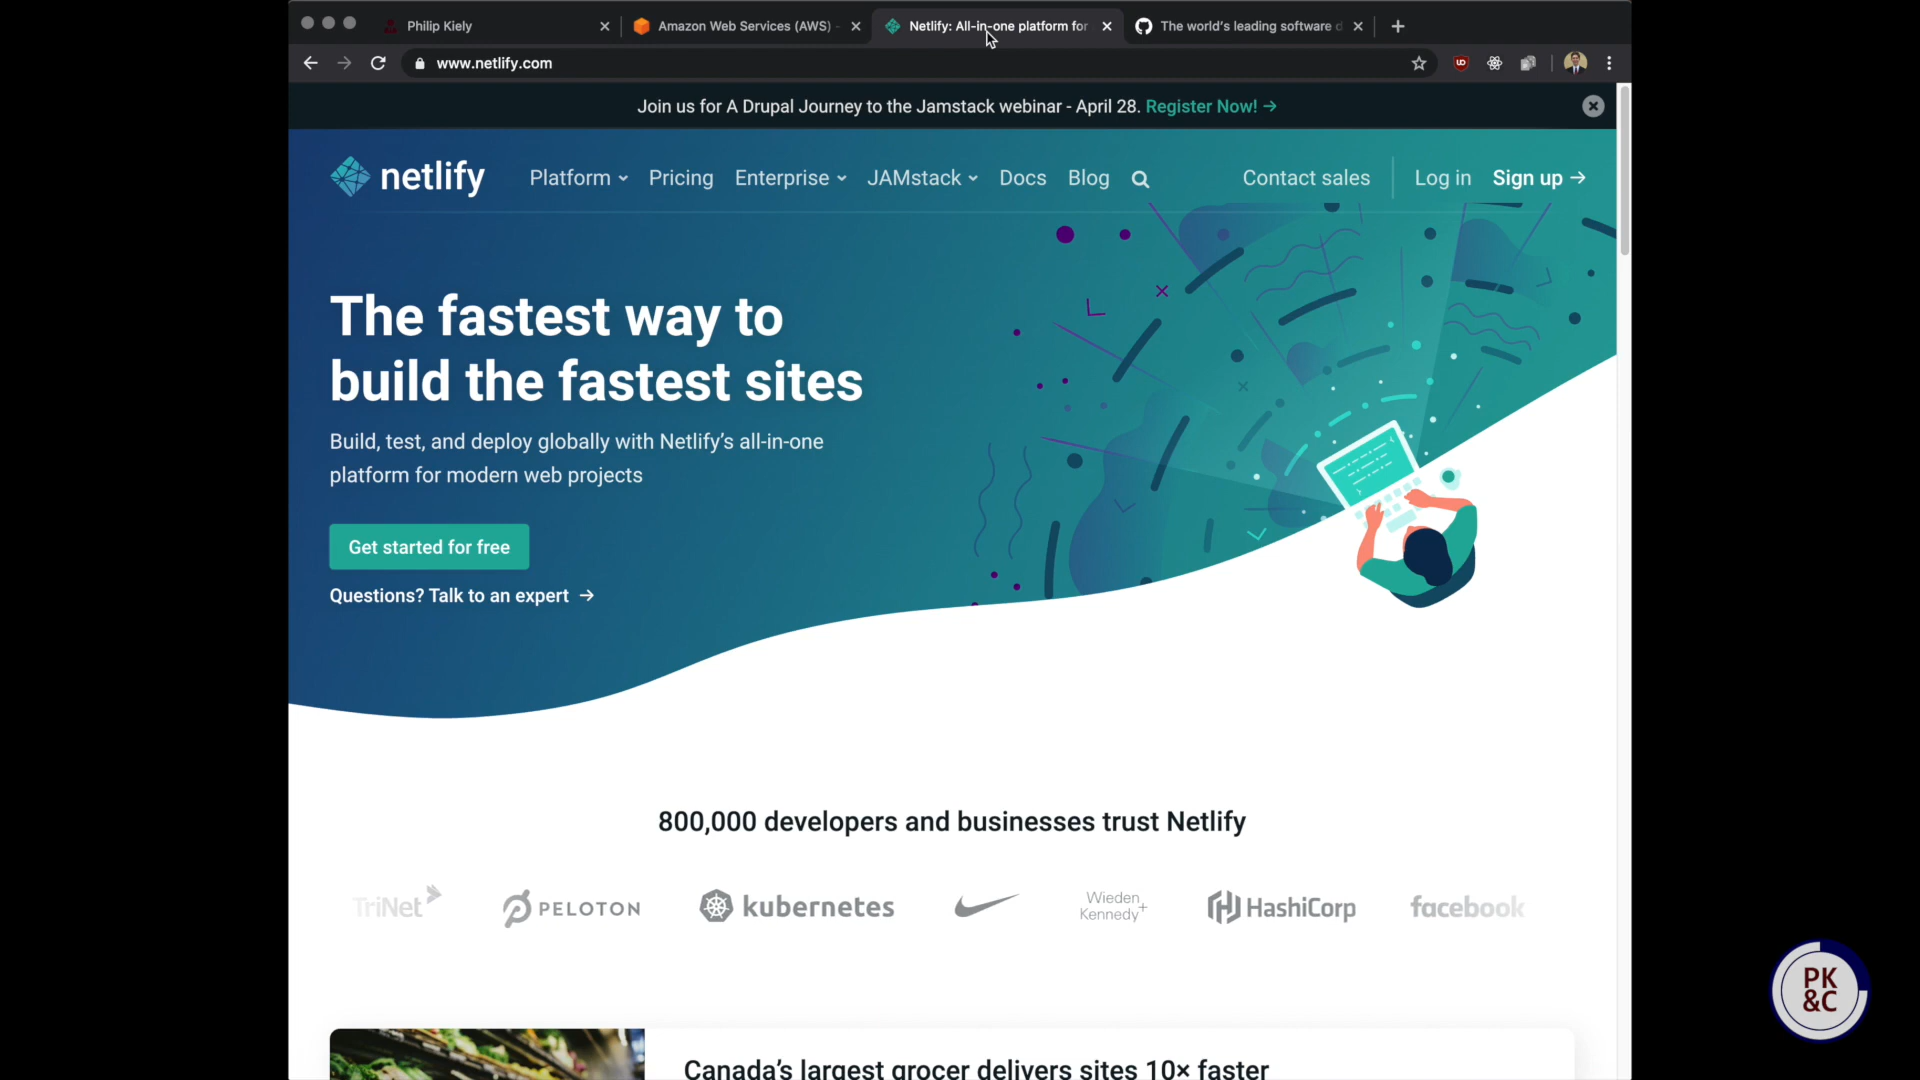 Philip Kiely
Amazon Web Services (AWS) -
Netlify: All-in-one platform for
The world's leading software d
www.netlify.com
Join us for A Drupal Journey to the Jamstack webinar - April 28. Register Now! →
netlify
Platform
Pricing
Enterprise
JAMstack
Docs
Blog
Contact sales
Log in
Sign up →
The fastest way to
build the fastest sites
Build, test, and deploy globally with Netlify's all-in-one
platform for modern web projects
Get started for free
Questions? Talk to an expert →
800,000 developers and businesses trust Netlify
TriNet
PELOTON
kubernetes
Wieden
Kennedy+
HashiCorp
facebook
Canada's largest grocer delivers sites 10× faster
PK
&C